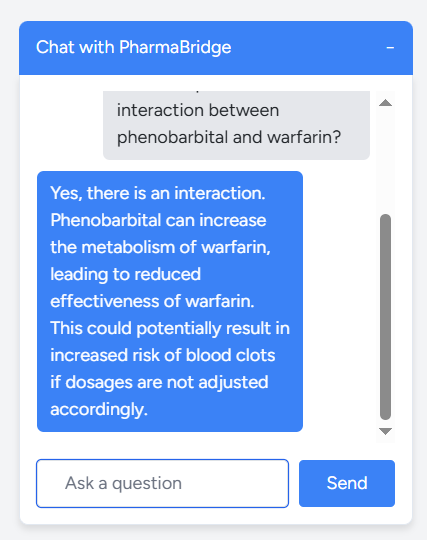 Chat with PharmaBridge
−
interaction between
phenobarbital and warfarin?
Yes, there is an interaction.
Phenobarbital can increase
the metabolism of warfarin,
leading to reduced
effectiveness of warfarin.
This could potentially result in
increased risk of blood clots
if dosages are not adjusted
accordingly.
Ask a question
Send